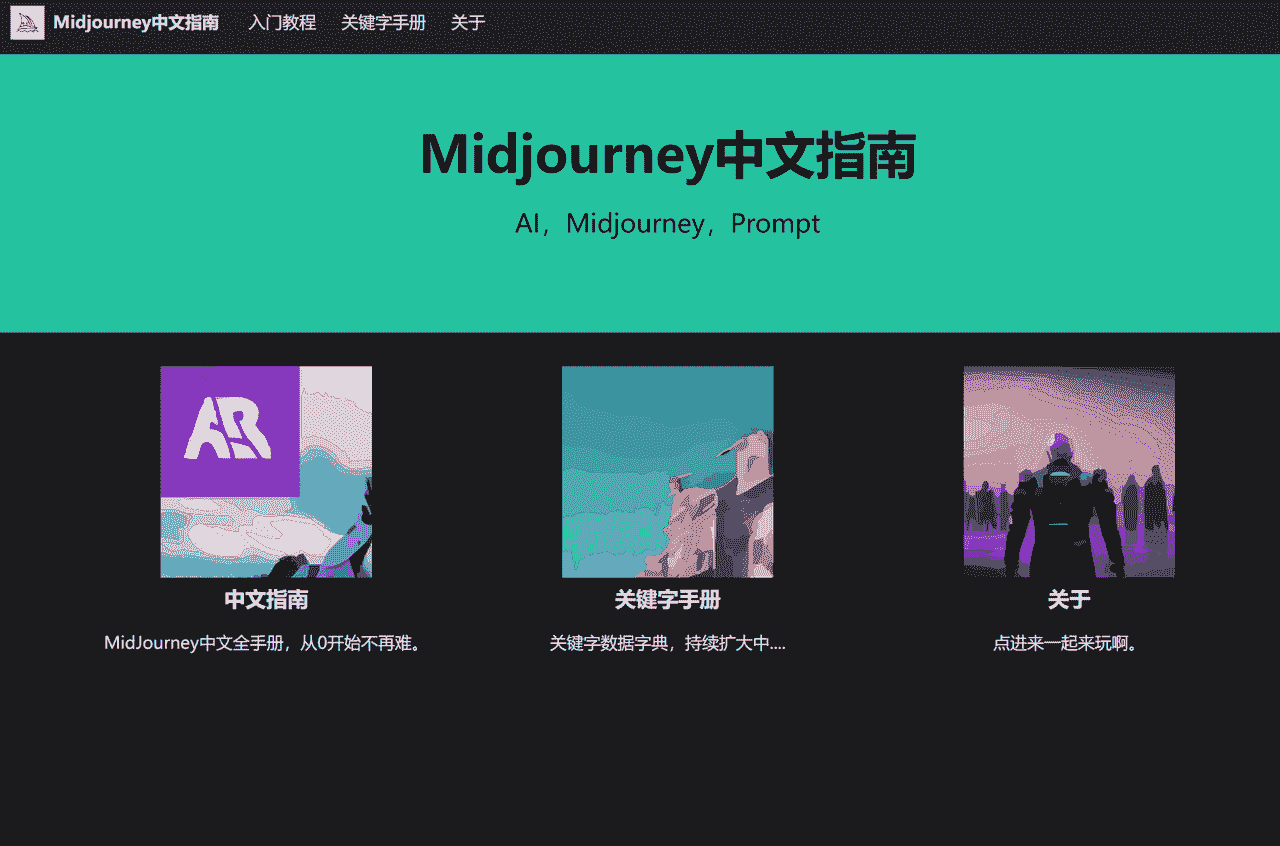 Midjourney中文指南 入门教程 关键字手册 关于
Midjourney中文指南
AI，Midjourney，Prompt
AR
中文指南
MidJourney中文全手册，从0开始不再难。
关键字手册
关键字数据字典，持续扩大中....
关于
点进来一起来玩啊。